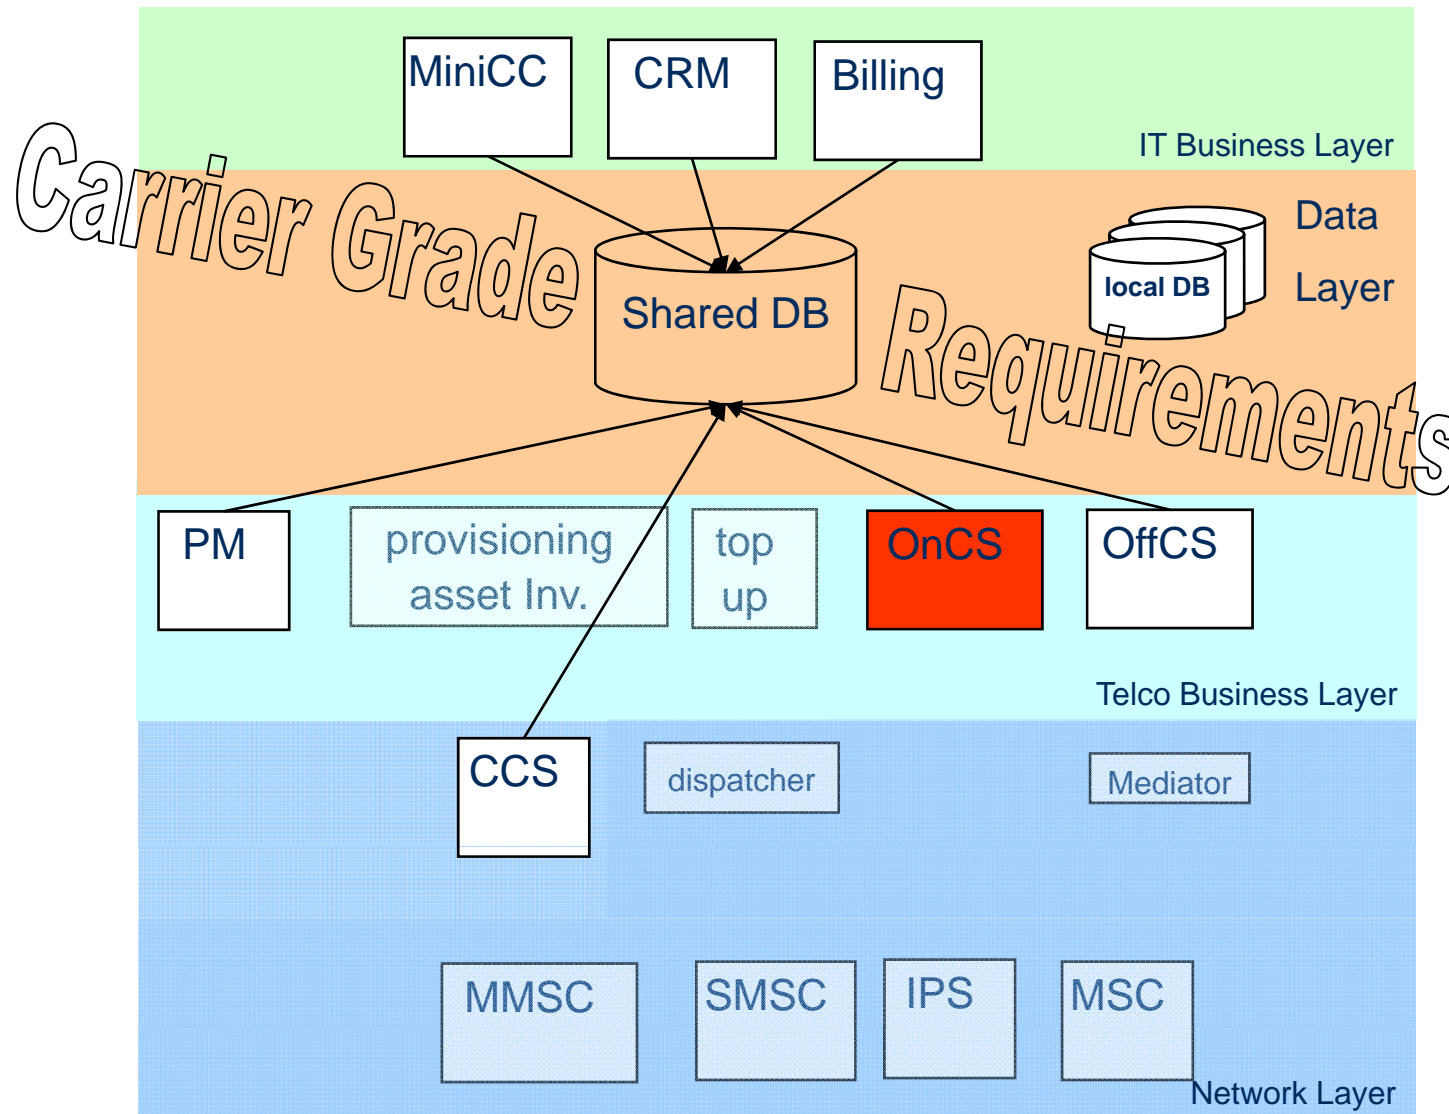 MiniCC
CRM
Billing
IT Business Layer
Carrier Grade
Requirements
Data
Layer
local DB
Shared DB
PM
provisioning
asset Inv.
top
up
OnCS
OffCS
Telco Business Layer
CCS
dispatcher
Mediator
MMSC
SMSC
IPS
MSC
Network Layer